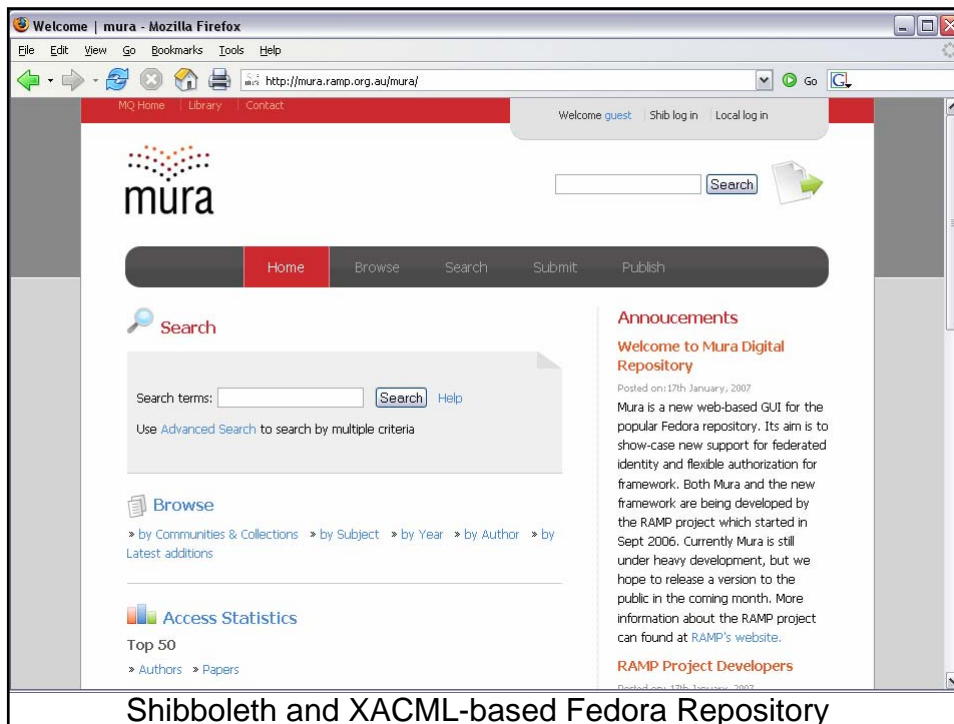 Welcome | mura - Mozilla Firefox
File Edit View Go Bookmarks Tools Help
http://mura.ramp.org.au/mura/ Go
MQ Home Library Contact
Welcome guest Shib log in Local log in
mura
Search
Home Browse Search Submit Publish
Search
Search terms: Search Help
Use Advanced Search to search by multiple criteria
Browse
» by Communities & Collections » by Subject » by Year » by Author » by
Latest additions
Access Statistics
Top 50
» Authors » Papers
Annoucements
Welcome to Mura Digital
Repository
Posted on:17th January, 2007
Mura is a new web-based GUI for the
popular Fedora repository. Its aim is to
show-case new support for federated
identity and flexible authorization for
framework. Both Mura and the new
framework are being developed by
the RAMP project which started in
Sept 2006. Currently Mura is still
under heavy development, but we
hope to release a version to the
public in the coming month. More
information about the RAMP project
can found at RAMP's website.
RAMP Project Developers
Posted on: 17th January, 2007
Shibboleth and XACML-based Fedora Repository